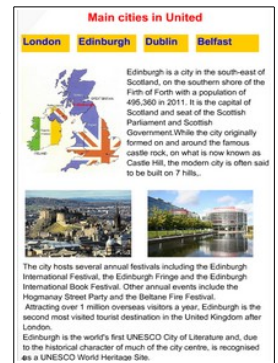 Main cities in United
London Edinburgh Dublin Belfast
Edinburgh is a city in the south-east of
Scotland, on the southern shore of the
Firth of Forth with a population of
495,360 in 2011. It is the capital of
Scotland and seat of the Scottish
Parliament and Scottish
Government.While the city originally
formed on and around the famous
castle rock, on what is now known as
Castle Hill, the modern city is often said
to be built on 7 hills,.
The city hosts several annual festivals including the Edinburgh
International Festival, the Edinburgh Fringe and the Edinburgh
International Book Festival. Other annual events include the
Hogmanay Street Party and the Beltane Fire Festival.
Attracting over 1 million overseas visitors a year, Edinburgh is the
second most visited tourist destination in the United Kingdom after
London.
Edinburgh is the world's first UNESCO City of Literature and, due
to the historical character of much of the city centre, is recognised
as a UNESCO World Heritage Site.